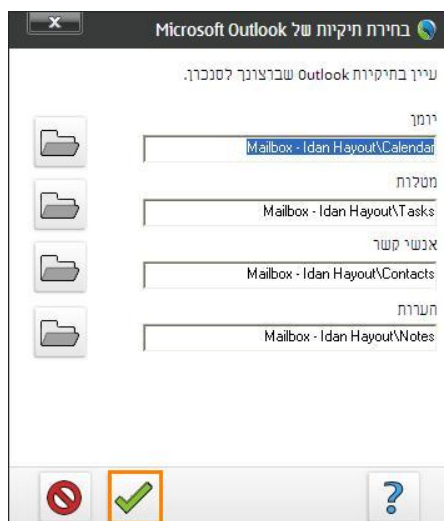 בחירת תיקיות של Microsoft Outlook
עיין בתיקיות Outlook שברצונך לסנכרן.
יומן
Mailbox - Idan Hayout\Calendar
מטלות
Mailbox - Idan Hayout\Tasks
אנשי קשר
Mailbox - Idan Hayout\Contacts
הערות
Mailbox - Idan Hayout\Notes